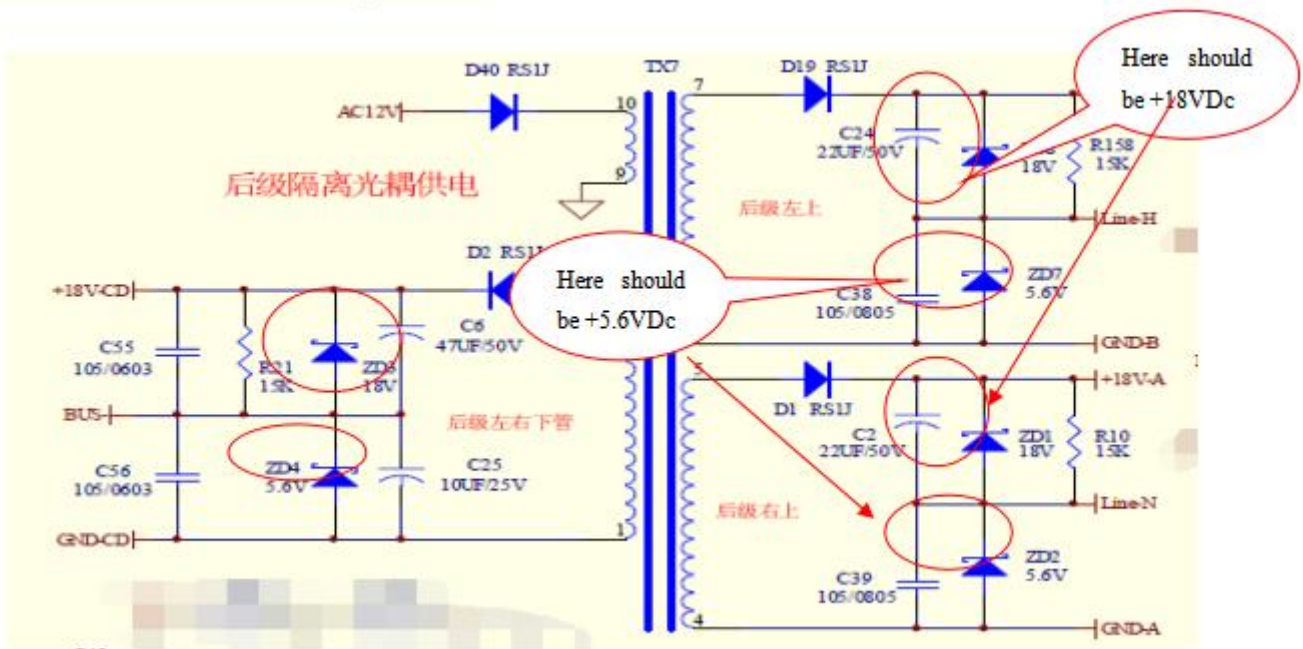 D40 RS1J
TX7
D19 RS1J
Here should
be +18VDc
AC12V
10
7
C24
22UF/50V
18V
R158
15K
后级隔离光耦供电
9
后级左上
Line-H
D2 RS1J
Here should
be +5.6VDc
ZD7
5.6V
+18V-CD
C38
105/0805
C6
47UF/50V
C55
105/0603
R21
15K
ZD3
18V
GND-B
5
+18V-A
BUS-
后级左右下管
D1 RS1J
C2
22UF/50V
ZD1
18V
R10
15K
C56
105/0603
ZD4
5.6V
C25
10UF/25V
后级右上
Line-N
GND-CD
1
ZD2
5.6V
C39
105/0805
4
GND-A